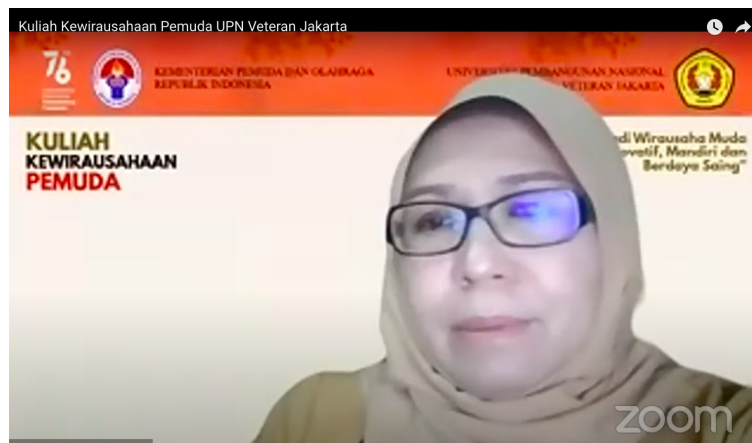 Kuliah Kewirausahaan Pemuda UPN Veteran Jakarta
76
KEMENTERIAN PEMUDA DAN OLAHRAGA
REPUBLIK INDONESIA
UNIVERSITAS PEMBANGUNAN NASIONAL
VETERAN JAKARTA
KULIAH
KEWIRAUSAHAAN
PEMUDA
di Wirausaha Muda
ovatif, Mandiri dan
Berdaya Saing"
zoom